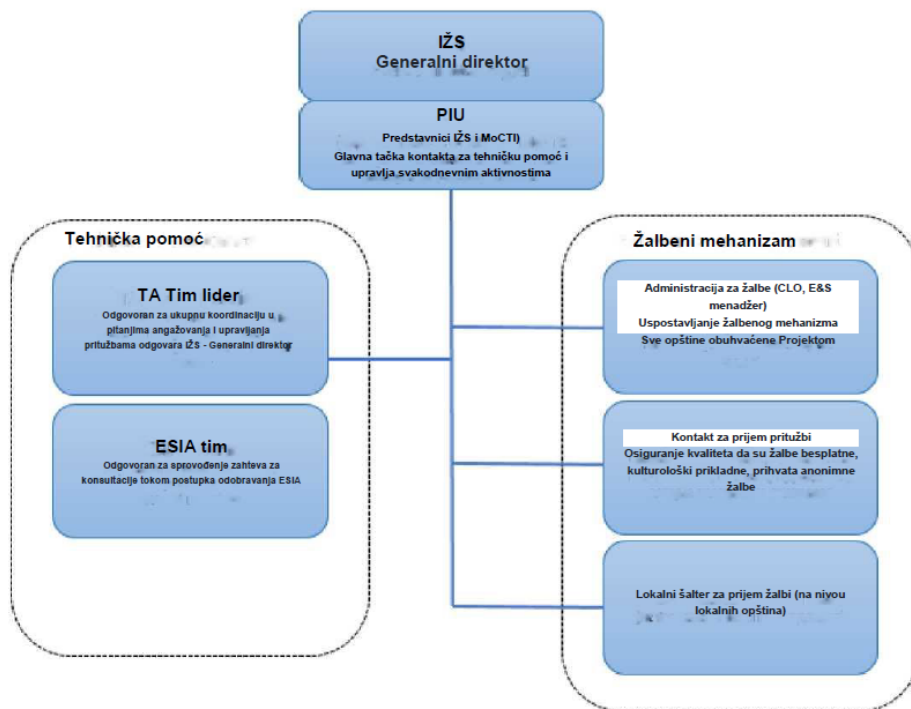 IŽS
Generalni direktor
PIU
Predstavnici IŽS i MoCTI)
Glavna tačka kontakta za tehničku pomoć i
upravlja svakodnevnim aktivnostima
Tehnička pomoć
TA Tim lider
Odgovoran za ukupnu koordinaciju u
pitanjima angažovanja i upravljanja
pritužbama odgovara IŽS - Generalni direktor
ESIA tim
Odgovoran za sprovođenje zahteva za
konsultacije tokom postupka odobravanja ESIA
Žalbeni mehanizam
Administracija za žalbe (CLO, E&S
menadžer)
Uspostavljanje žalbenog mehanizma
Sve opštine obuhvaćene Projektom
Kontakt za prijem pritužbi
Osiguranje kvaliteta da su žalbe besplatne,
kulturološki prikladne, prihvata anonimne
žalbe
Lokalni šalter za prijem žalbi (na nivou
lokalnih opština)